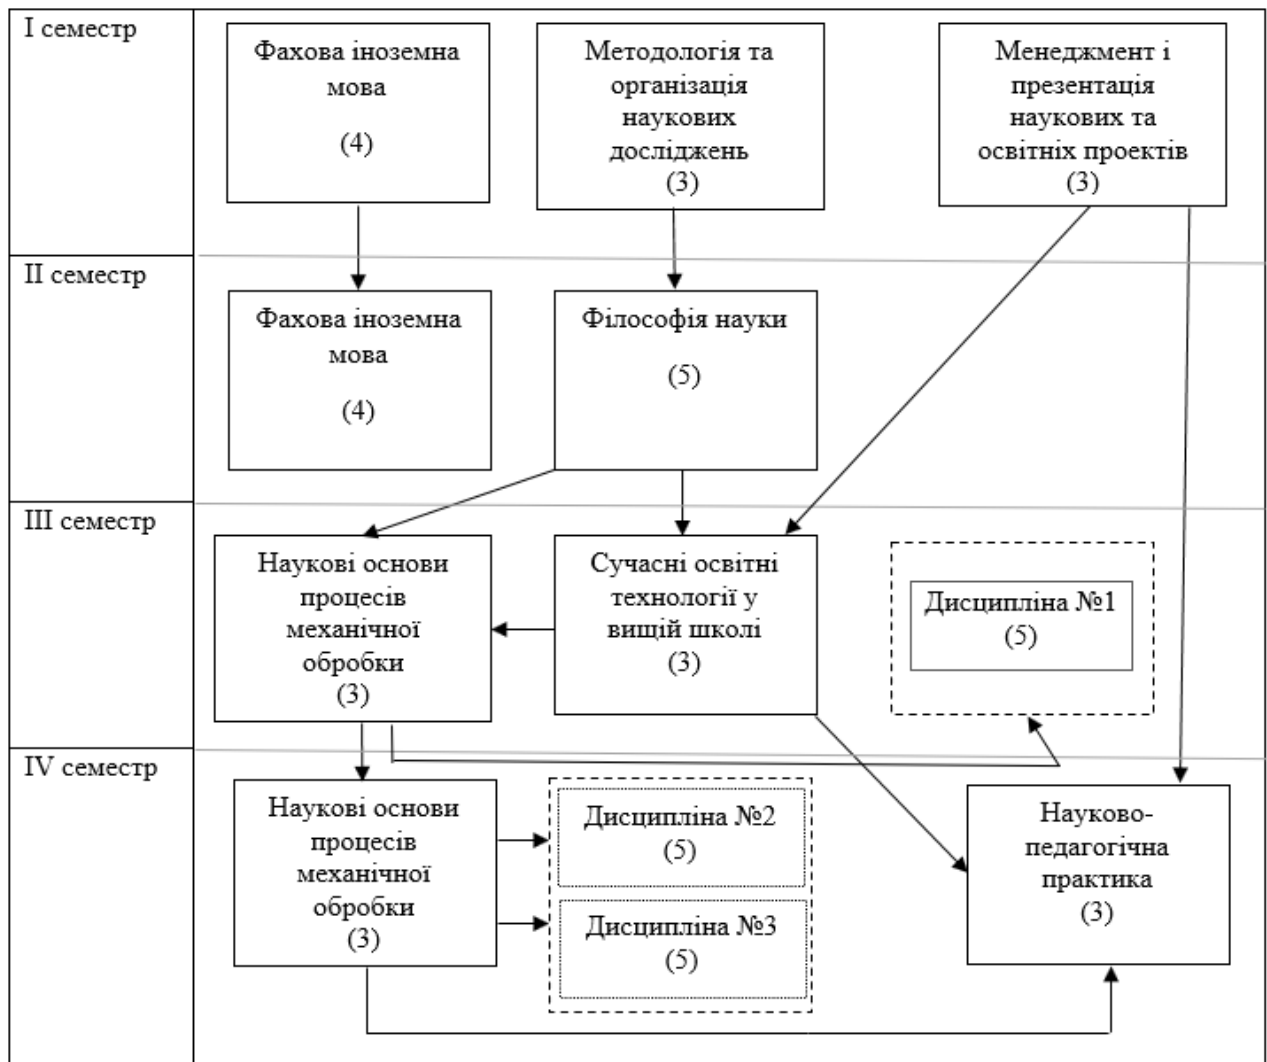 I семестр
Фахова іноземна
мова
(4)
Методологія та
організація
наукових
досліджень
(3)
Менеджмент і
презентація
наукових та
освітніх проектів
(3)
II семестр
Фахова іноземна
мова
(4)
Філософія науки
(5)
III семестр
Наукові основи
процесів
механічної
обробки
(3)
Сучасні освітні
технології у
вищій школі
(3)
Дисципліна №1
(5)
IV семестр
Наукові основи
процесів
механічної
обробки
(3)
Дисципліна №2
(5)
Дисципліна №3
(5)
Науково-
педагогічна
практика
(3)